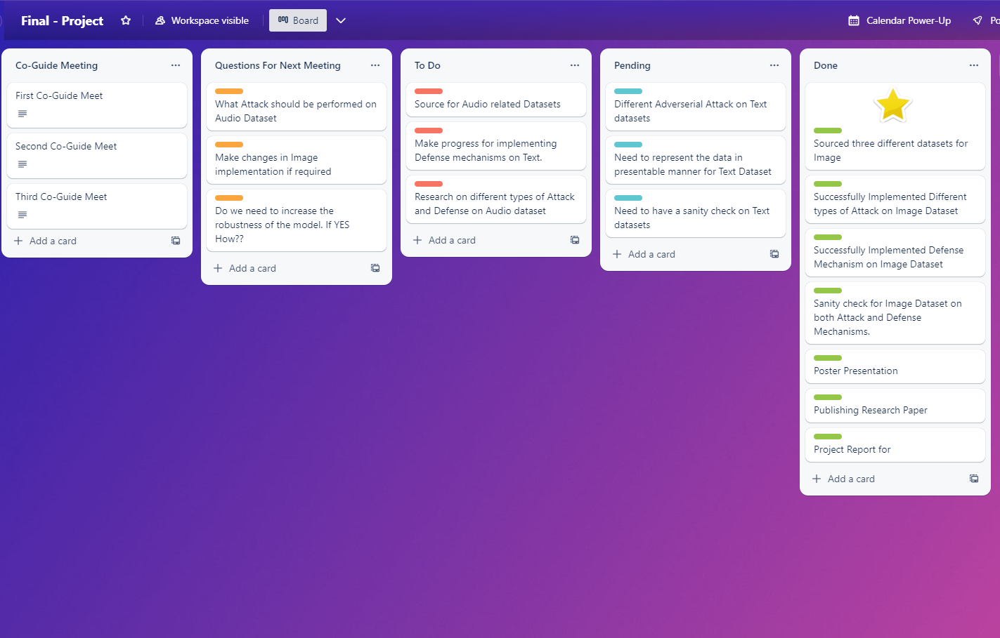 Final - Project
Workspace visible
Board
Calendar Power-Up
Co-Guide Meeting
First Co-Guide Meet
Second Co-Guide Meet
Third Co-Guide Meet
Add a card
Questions For Next Meeting
What Attack should be performed on
Audio Dataset
Make changes in Image
implementation if required
Do we need to increase the
robustness of the model. If YES
How??
Add a card
To Do
Source for Audio related Datasets
Make progress for implementing
Defense mechanisms on Text.
Research on different types of Attack
and Defense on Audio dataset
Add a card
Pending
Different Adverserial Attack on Text
datasets
Need to represent the data in
presentable manner for Text Dataset
Need to have a sanity check on Text
datasets
Add a card
Done
Sourced three different datasets for
Image
Successfully Implemented Different
types of Attack on Image Dataset
Successfully Implemented Defense
Mechanism on Image Dataset
Sanity check for Image Dataset on
both Attack and Defense
Mechanisms.
Poster Presentation
Publishing Research Paper
Project Report for
Add a card